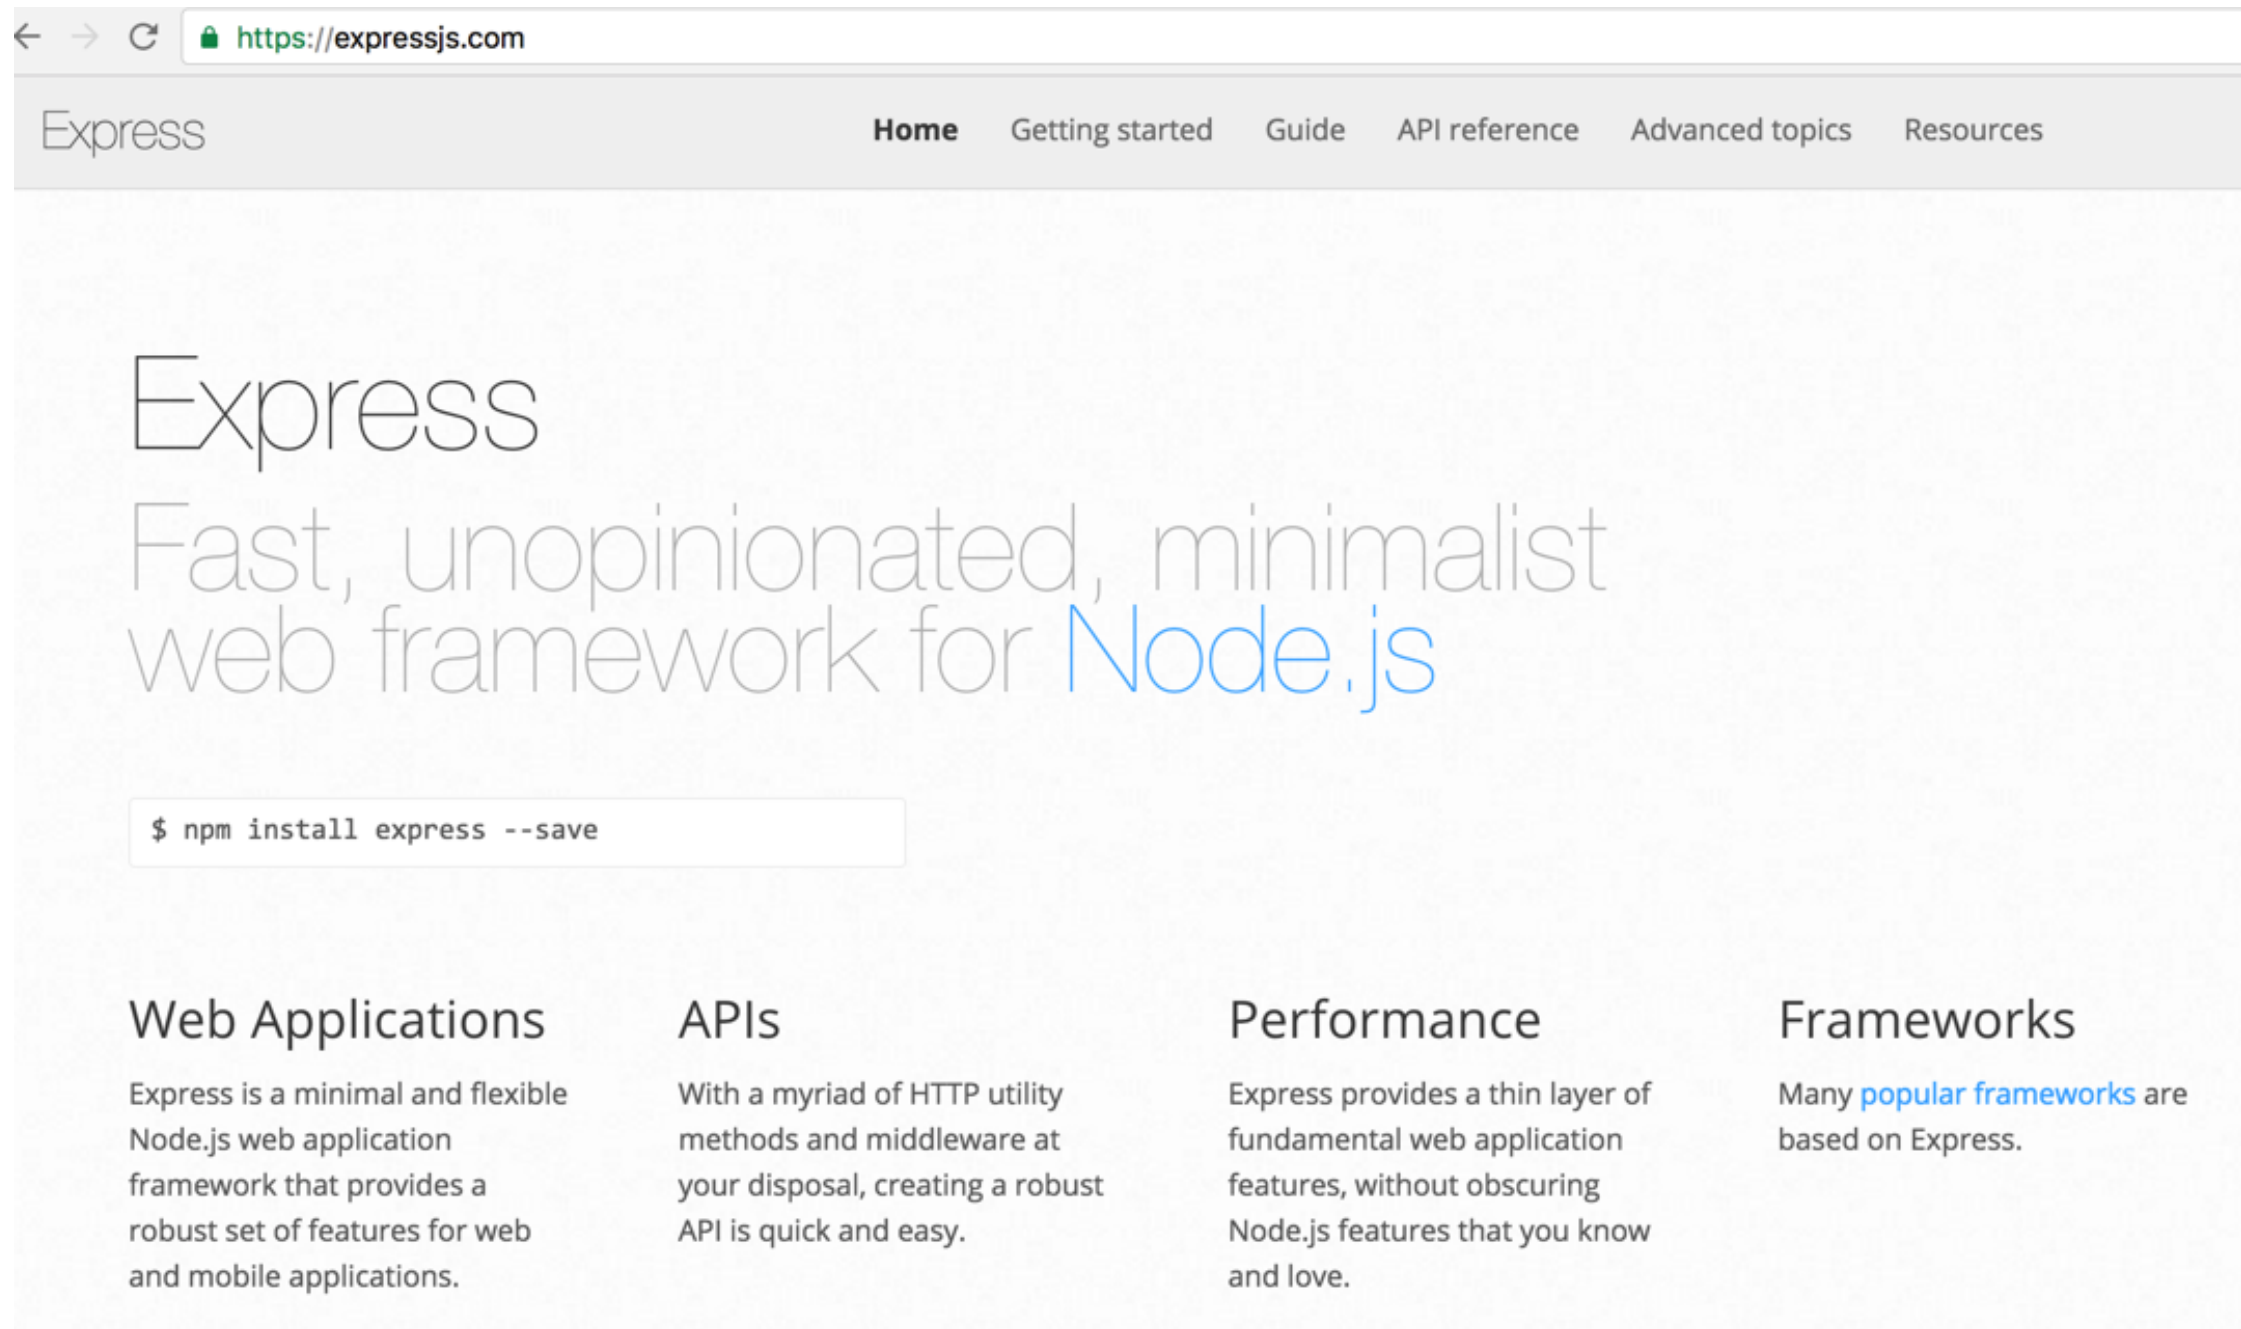 https://expressjs.com
Express
Home Getting started Guide API reference Advanced topics Resources
Express
Fast, unopinionated, minimalist
web framework for Node.js
$ npm install express --save
Web Applications
Express is a minimal and flexible
Node.js web application
framework that provides a
robust set of features for web
and mobile applications.
APIs
With a myriad of HTTP utility
methods and middleware at
your disposal, creating a robust
API is quick and easy.
Performance
Express provides a thin layer of
fundamental web application
features, without obscuring
Node.js features that you know
and love.
Frameworks
Many popular frameworks are
based on Express.